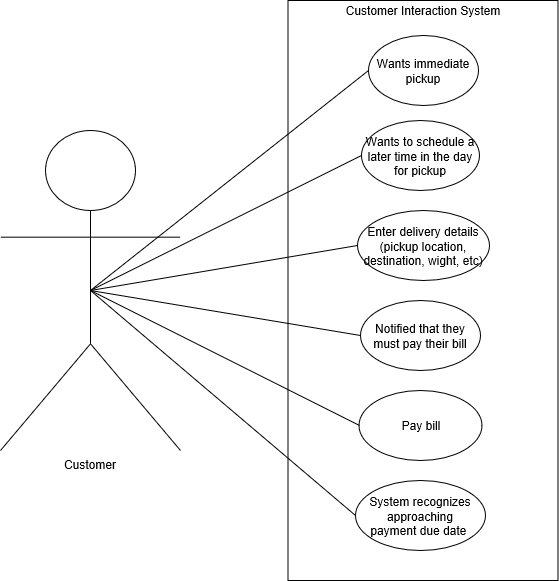 Customer Interaction System
Wants immediate
pickup
Wants to schedule a
later time in the day
for pickup
Enter delivery details
(pickup location,
destination, wight, etc)
Notified that they
must pay their bill
Pay bill
Customer
System recognizes
approaching
payment due date